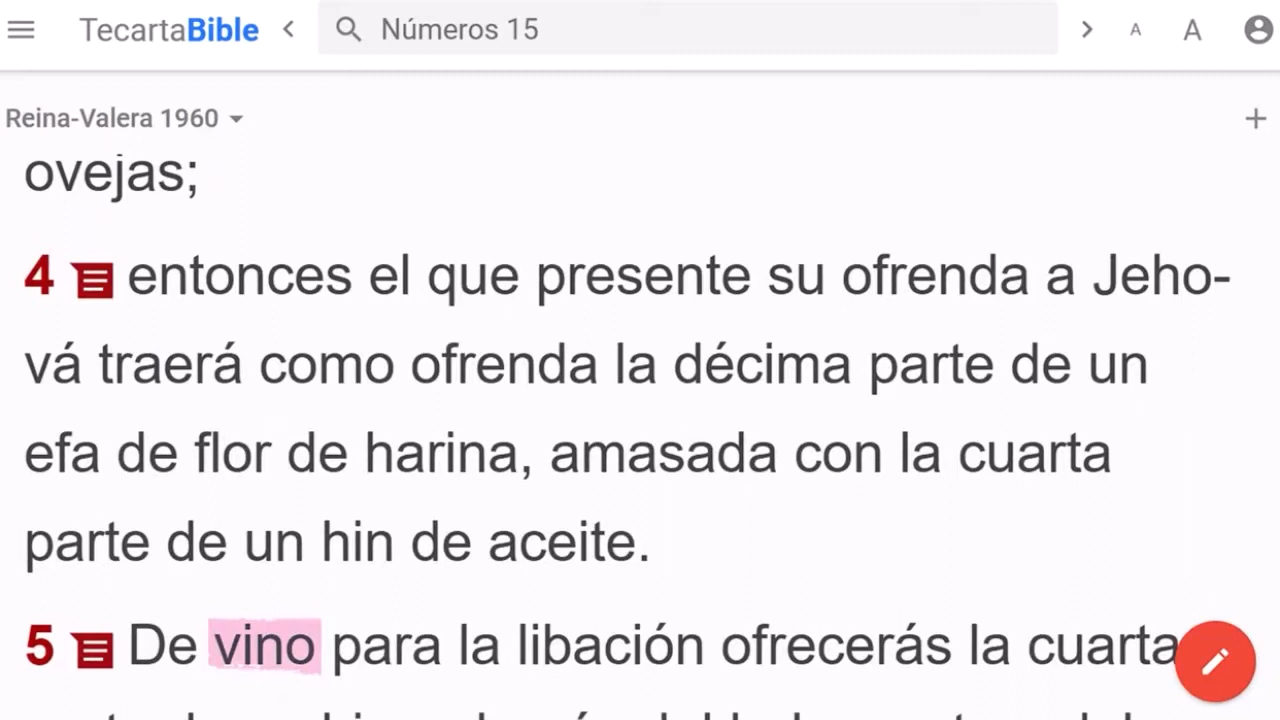 TecartaBible
Números 15
A
A
Reina-Valera 1960
ovejas;
4 entonces el que presente su ofrenda a Jeho-
vá traerá como ofrenda la décima parte de un
efa de flor de harina, amasada con la cuarta
parte de un hin de aceite.
5 De vino para la libación ofrecerás la cuarta